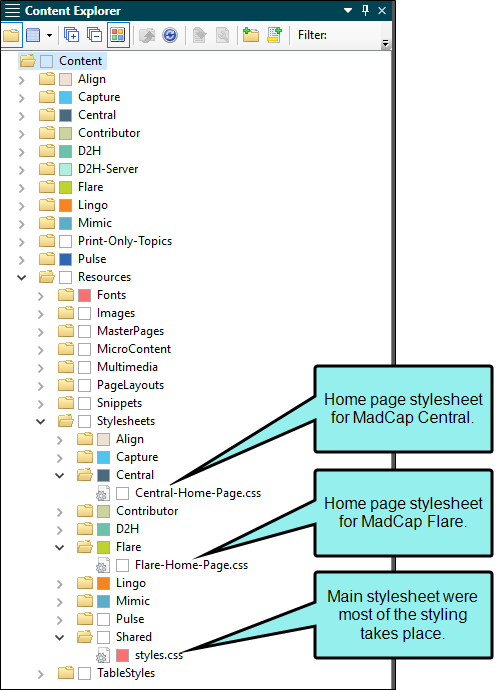 Content Explorer
Filter:
Content
Align
Capture
Central
Contributor
D2H
D2H-Server
Flare
Lingo
Mimic
Print-Only-Topics
Pulse
Resources
Fonts
Images
MasterPages
MicroContent
Multimedia
PageLayouts
Snippets
Stylesheets
Align
Capture
Central
Central-Home-Page.css
Contributor
D2H
Flare
Flare-Home-Page.css
Lingo
Mimic
Pulse
Shared
styles.css
TableStyles
Home page stylesheet
for MadCap Central.
Home page stylesheet
for MadCap Flare.
Main stylesheet were
most of the styling
takes place.